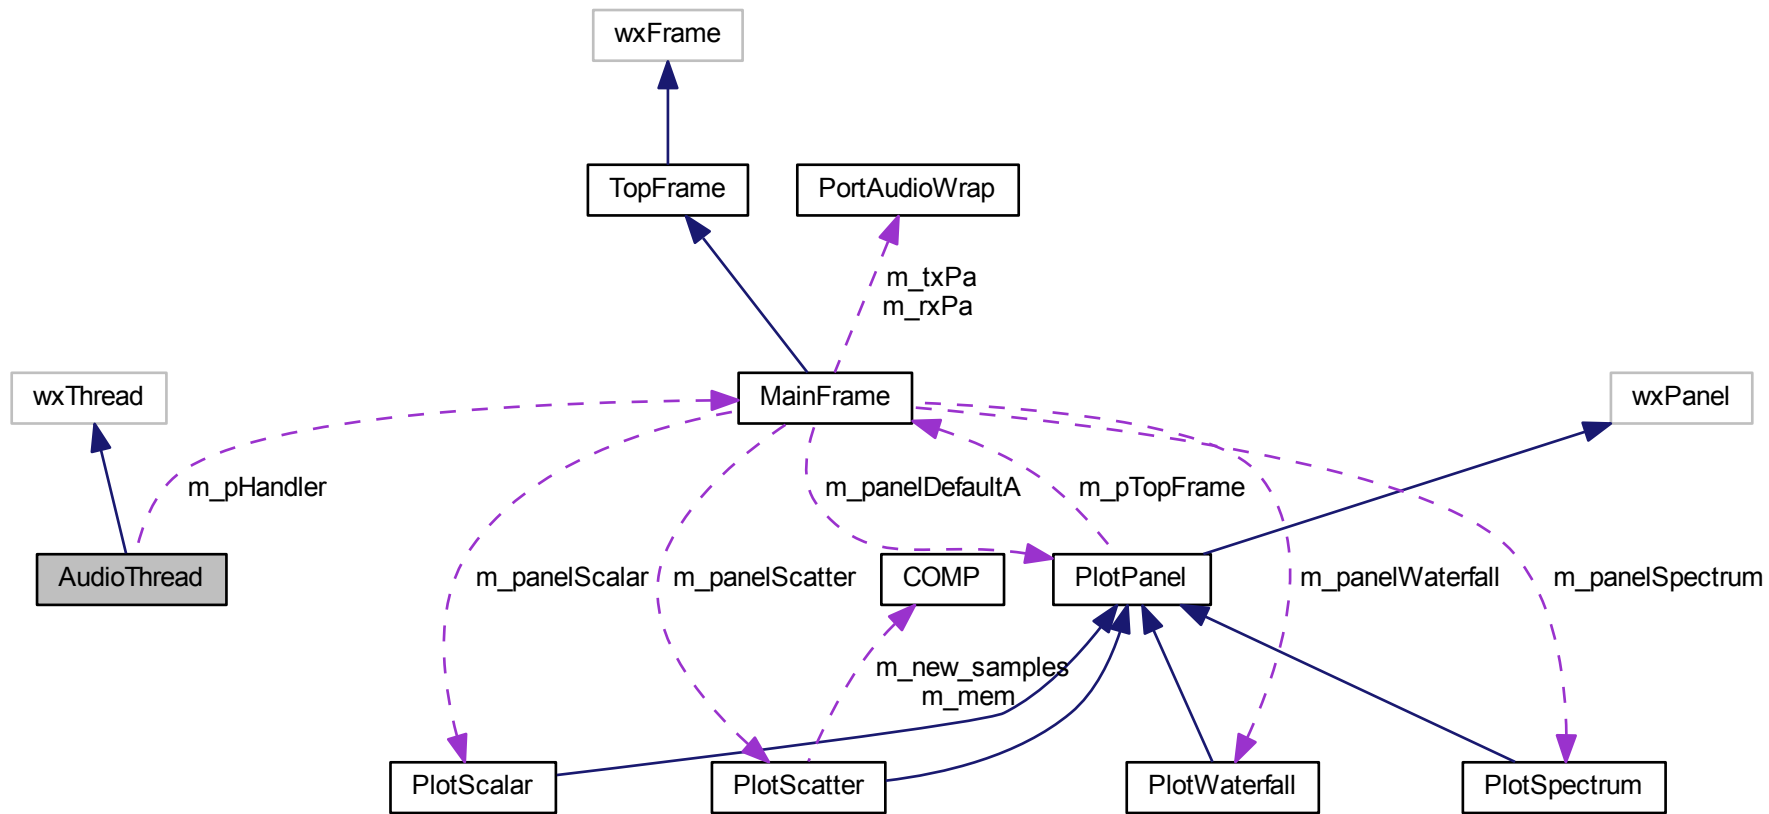 wxFrame
TopFrame
PortAudioWrap
m_txPa
m_rxPa
wxThread
MainFrame
wxPanel
m_pHandler
m_panelDefaultA
m_pTopFrame
AudioThread
m_panelScalar
m_panelScatter
COMP
PlotPanel
m_panelWaterfall
m_panelSpectrum
m_new_samples
m_mem
PlotScalar
PlotScatter
PlotWaterfall
PlotSpectrum